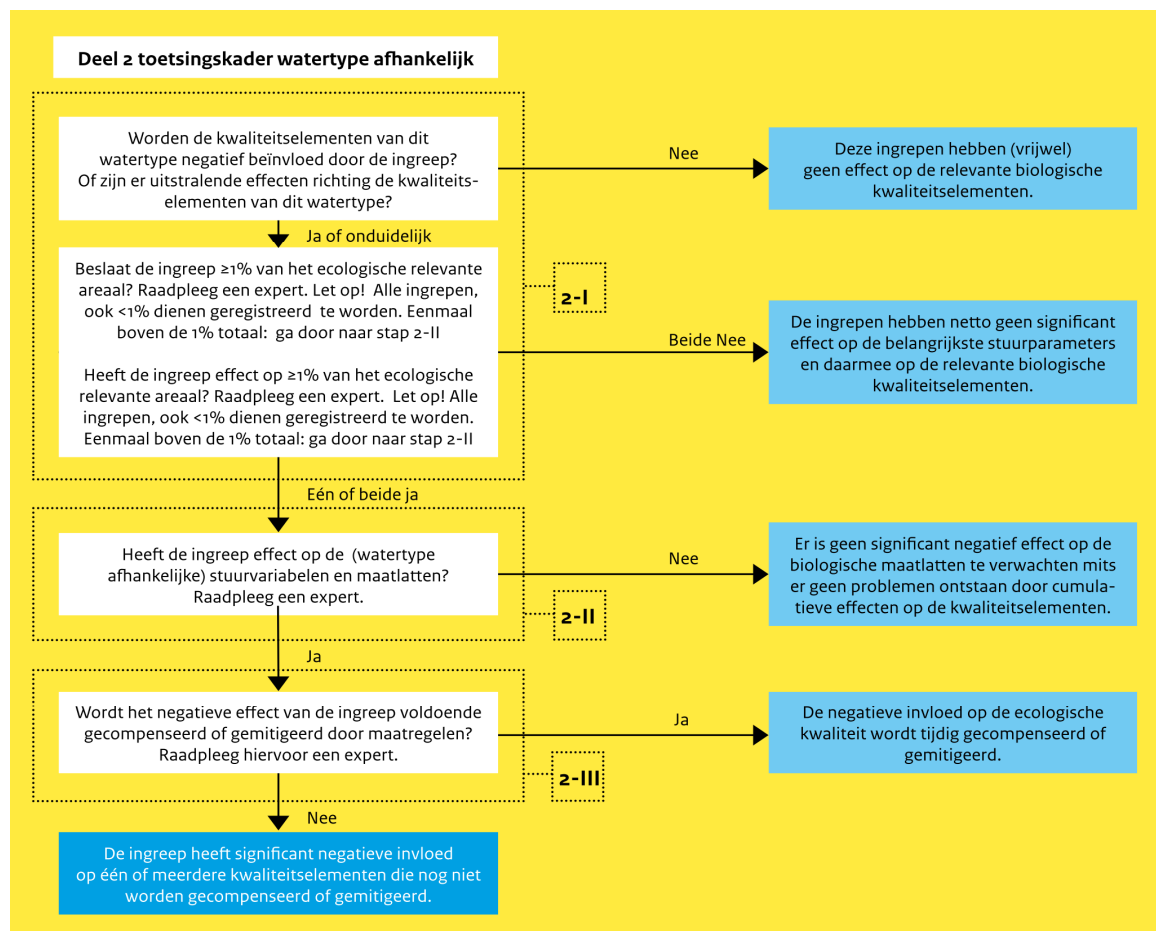 Deel 2 toetsingskader watertype afhankelijk
Worden de kwaliteitselementen van dit
watertype negatief beïnvloed door de ingreep?
Of zijn er uitstralende effecten richting de kwaliteits-
elementen van dit watertype?
Nee
Deze ingrepen hebben (vrijwel)
geen effect op de relevante biologische
kwaliteitselementen.
Ja of onduidelijk
Beslaat de ingreep ≥1% van het ecologische relevante
areaal? Raadpleeg een expert. Let op! Alle ingrepen,
ook <1% dienen geregistreerd te worden. Eenmaal
boven de 1% totaal: ga door naar stap 2-II
Heeft de ingreep effect op ≥1% van het ecologische
relevante areaal? Raadpleeg een expert. Let op! Alle
ingrepen, ook <1% dienen geregistreerd te worden.
Eenmaal boven de 1% totaal: ga door naar stap 2-II
2-I
Beide Nee
De ingrepen hebben netto geen significant
effect op de belangrijkste stuurparameters
en daarmee op de relevante biologische
kwaliteitselementen.
Eén of beide ja
Heeft de ingreep effect op de (watertype
afhankelijke) stuurvariabelen en maatlatten?
Raadpleeg een expert.
Nee
Er is geen significant negatief effect op de
biologische maatlatten te verwachten mits
er geen problemen ontstaan door cumula-
tieve effecten op de kwaliteitselementen.
2-II
Ja
Wordt het negatieve effect van de ingreep voldoende
gecompenseerd of gemitigeerd door maatregelen?
Raadpleeg hiervoor een expert.
Ja
De negatieve invloed op de ecologische
kwaliteit wordt tijdig gecompenseerd of
gemitigeerd.
2-III
Nee
De ingreep heeft significant negatieve invloed
op één of meerdere kwaliteitselementen die nog niet
worden gecompenseerd of gemitigeerd.